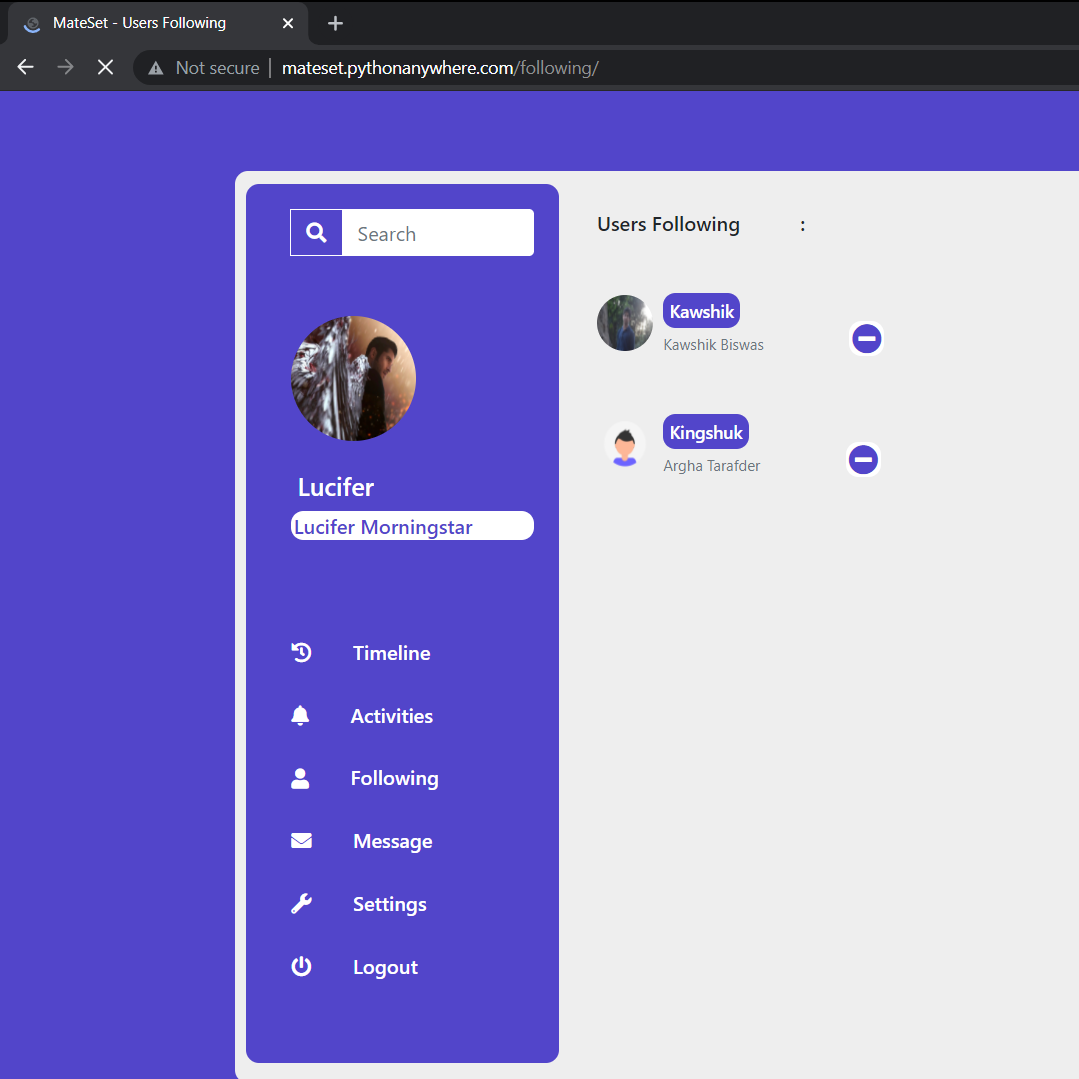 MateSet - Users Following
Not secure | mateset.pythonanywhere.com/following/
Search
Users Following :
Kawshik
Kawshik Biswas
Kingshuk
Argha Tarafder
Lucifer
Lucifer Morningstar
Timeline
Activities
Following
Message
Settings
Logout